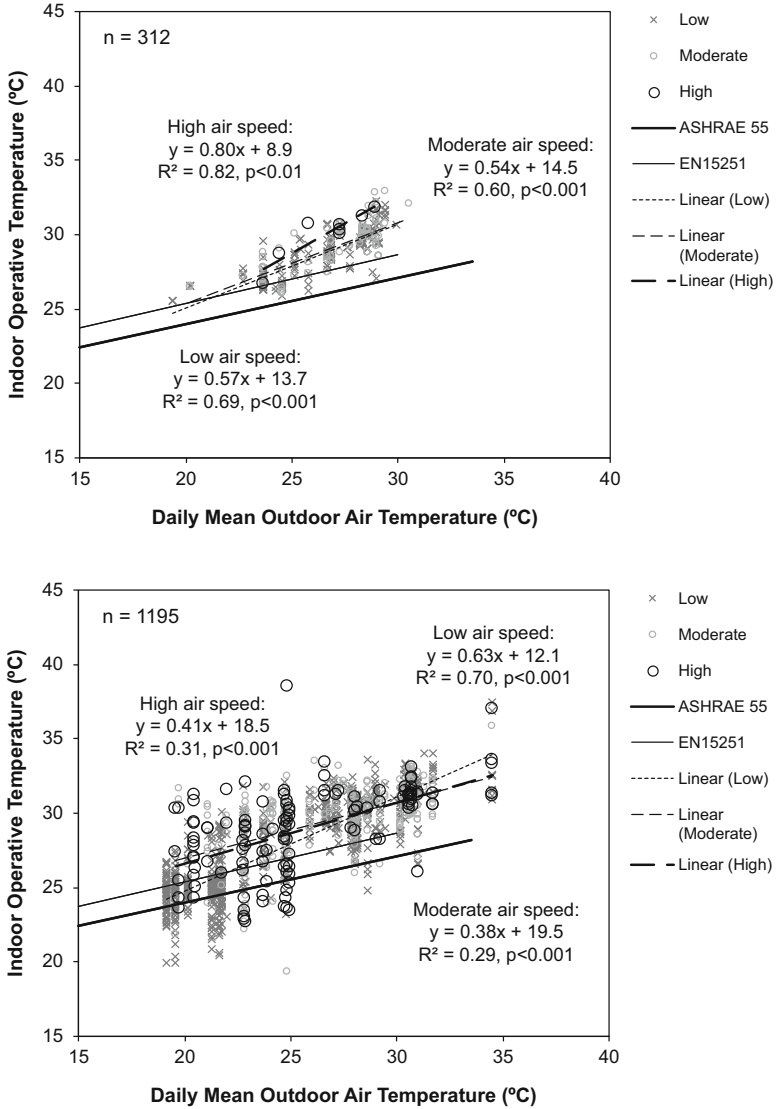 45
40
35
30
25
20
15
15
20
25
30
35
40
Indoor Operative Temperature (ºC)
Daily Mean Outdoor Air Temperature (ºC)
n = 312
High air speed:
y = 0.80x + 8.9
R² = 0.82, p<0.01
Moderate air speed:
y = 0.54x + 14.5
R² = 0.60, p<0.001
Low air speed:
y = 0.57x + 13.7
R² = 0.69, p<0.001
Low
Moderate
High
ASHRAE 55
EN15251
Linear (Low)
Linear
(Moderate)
Linear (High)
45
40
35
30
25
20
15
15
20
25
30
35
40
Indoor Operative Temperature (ºC)
Daily Mean Outdoor Air Temperature (ºC)
n = 1195
Low air speed:
y = 0.63x + 12.1
R² = 0.70, p<0.001
High air speed:
y = 0.41x + 18.5
R² = 0.31, p<0.001
Moderate air speed:
y = 0.38x + 19.5
R² = 0.29, p<0.001
Low
Moderate
High
ASHRAE 55
EN15251
Linear (Low)
Linear
(Moderate)
Linear (High)